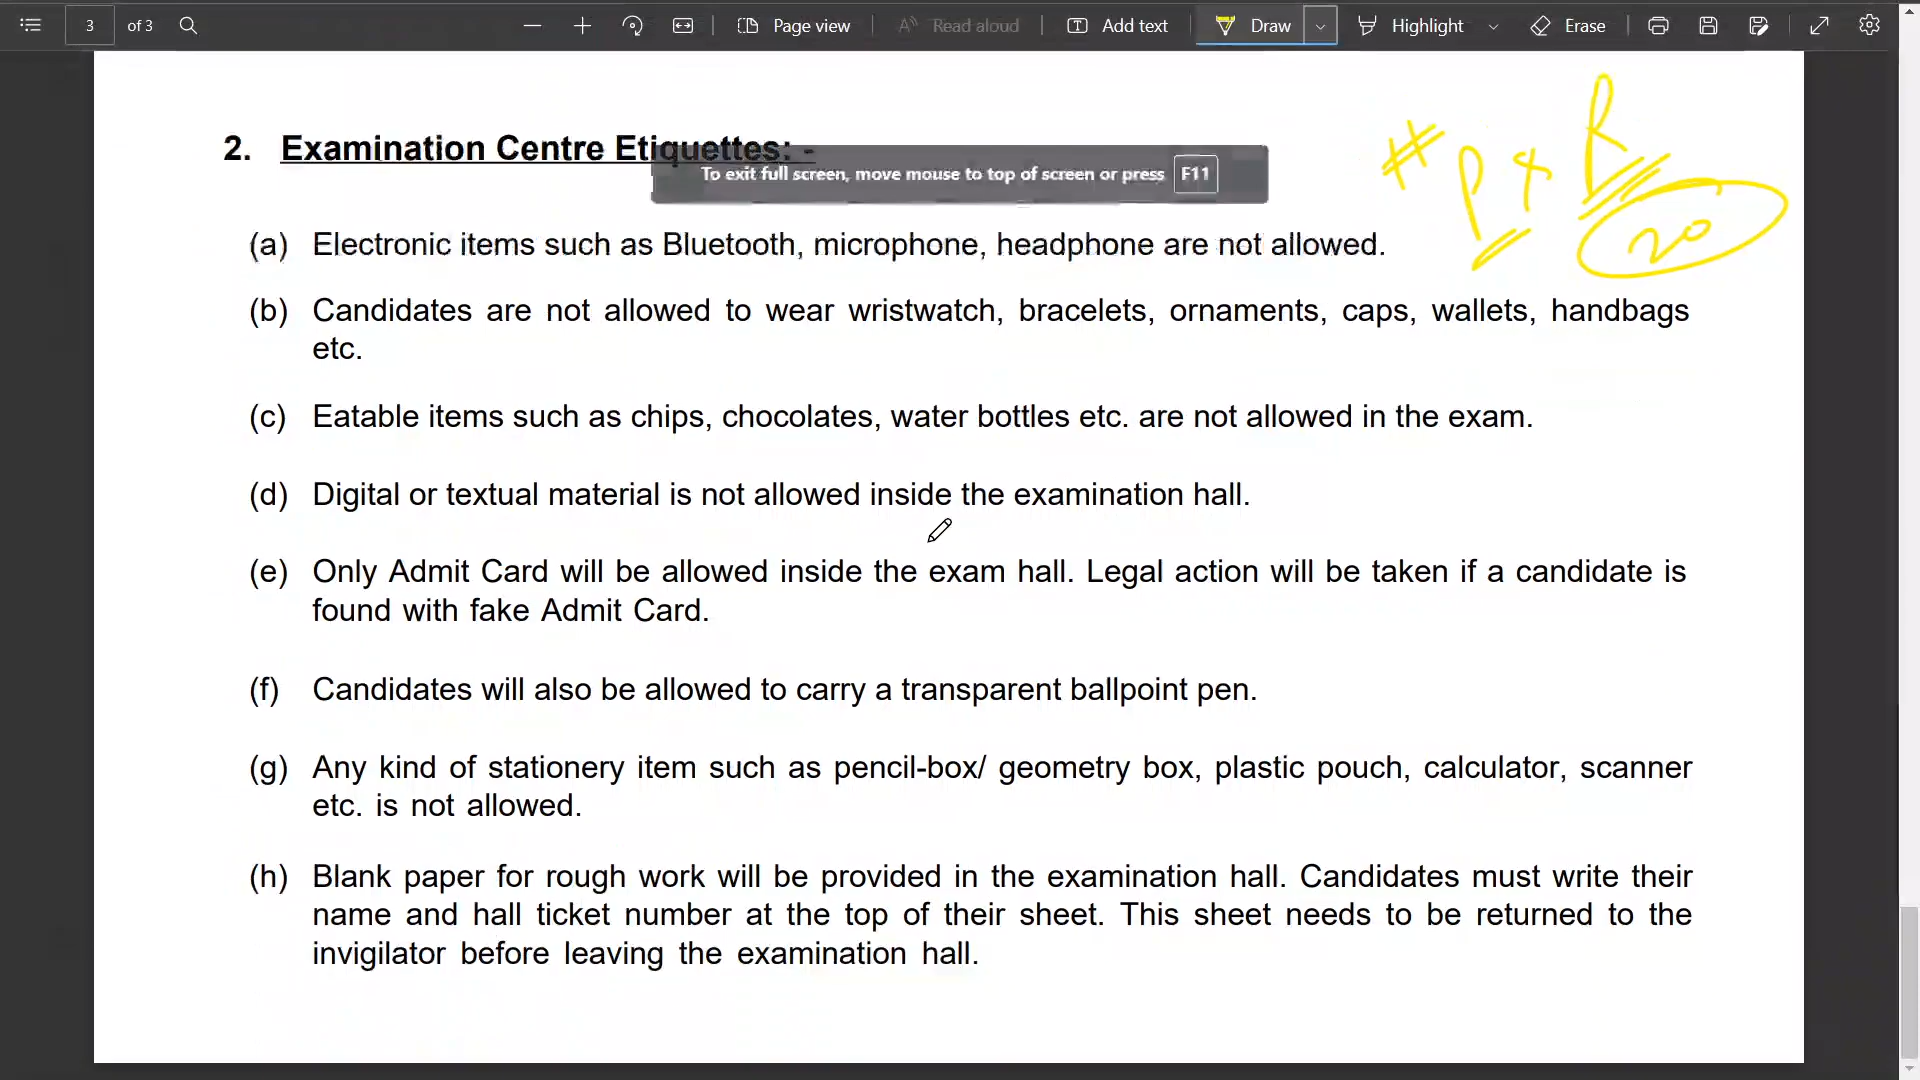 3 of 3 Page view Read aloud Add text Draw Highlight Erase
2. Examination Centre Etiquettes: -
To exit full screen, move mouse to top of screen or press F11
# P + R
20
(a) Electronic items such as Bluetooth, microphone, headphone are not allowed.
(b) Candidates are not allowed to wear wristwatch, bracelets, ornaments, caps, wallets, handbags
etc.
(c) Eatable items such as chips, chocolates, water bottles etc. are not allowed in the exam.
(d) Digital or textual material is not allowed inside the examination hall.
(e) Only Admit Card will be allowed inside the exam hall. Legal action will be taken if a candidate is
found with fake Admit Card.
(f) Candidates will also be allowed to carry a transparent ballpoint pen.
(g) Any kind of stationery item such as pencil-box/ geometry box, plastic pouch, calculator, scanner
etc. is not allowed.
(h) Blank paper for rough work will be provided in the examination hall. Candidates must write their
name and hall ticket number at the top of their sheet. This sheet needs to be returned to the
invigilator before leaving the examination hall.